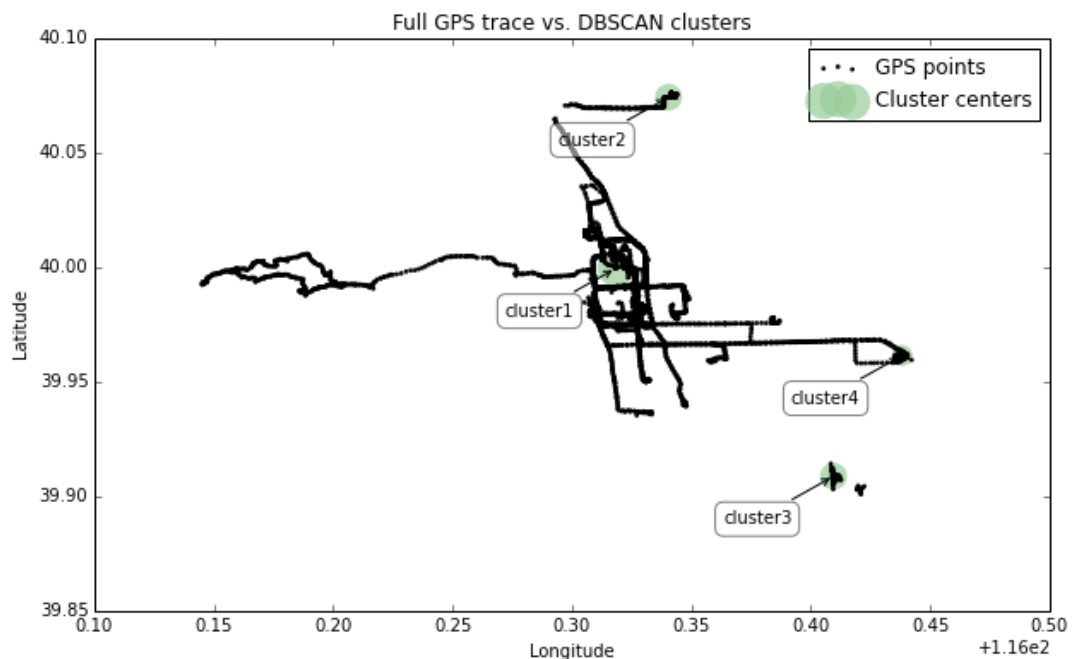 Full GPS trace vs. DBSCAN clusters
40.10
40.05
40.00
39.95
39.90
39.85
Latitude
GPS points
Cluster centers
cluster2
cluster1
cluster4
cluster3
0.10 0.15 0.20 0.25 0.30 0.35 0.40 0.45 0.50
+1.16e2
Longitude